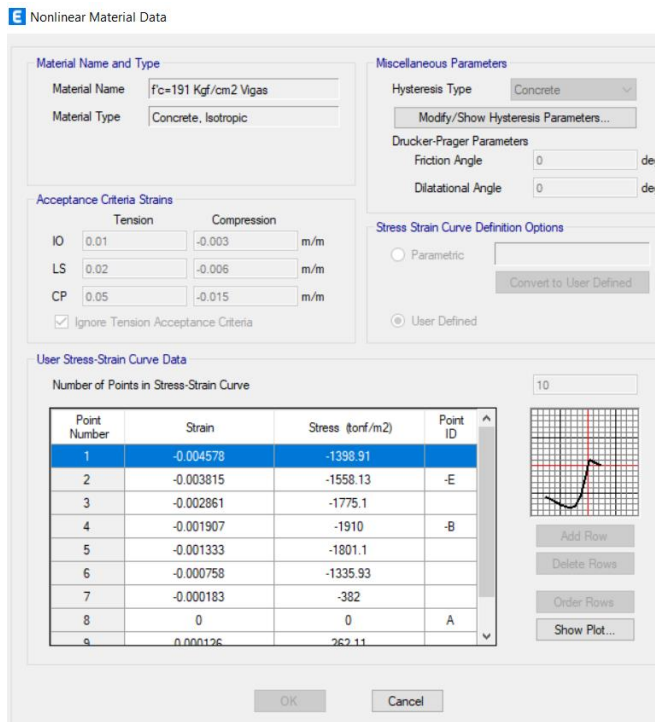 E Nonlinear Material Data
Material Name and Type
Material Name f'c=191 Kgf/cm2 Vigas
Material Type Concrete, Isotropic
Miscellaneous Parameters
Hysteresis Type Concrete
Modify/Show Hysteresis Parameters...
Drucker-Prager Parameters
Friction Angle 0 de
Dilatational Angle 0 de
Acceptance Criteria Strains
Tension Compression
IO 0.01 -0.003 m/m
LS 0.02 -0.006 m/m
CP 0.05 -0.015 m/m
Ignore Tension Acceptance Criteria
Stress Strain Curve Definition Options
Parametric
Convert to User Defined
User Defined
User Stress-Strain Curve Data
Number of Points in Stress-Strain Curve 10
Point Number Strain Stress (tonf/m2) Point ID
1 -0.004578 -1398.91
2 -0.003815 -1558.13 -E
3 -0.002861 -1775.1
4 -0.001907 -1910 -B
5 -0.001333 -1801.1
6 -0.000758 -1335.93
7 -0.000183 -382
8 0 0 A
9 0.000126 262.11
Add Row
Delete Rows
Order Rows
Show Plot...
OK Cancel